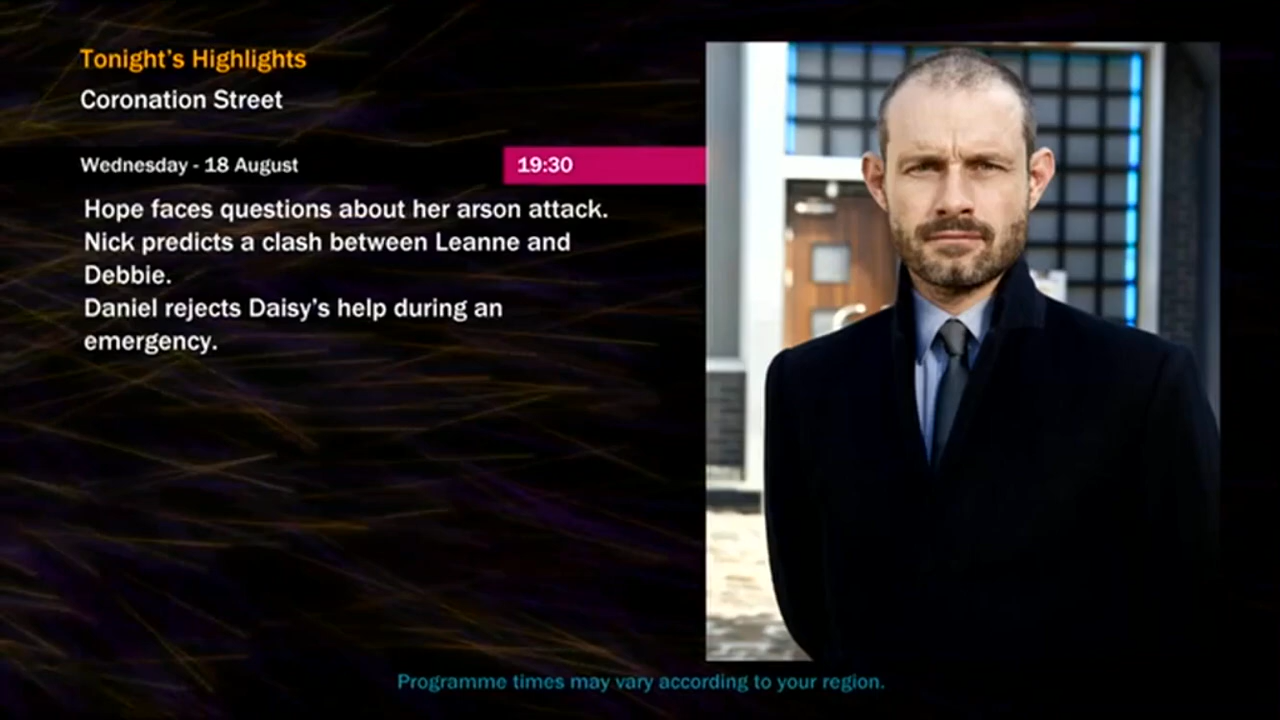 Tonight's Highlights
Coronation Street
Wednesday - 18 August
19:30
Hope faces questions about her arson attack.
Nick predicts a clash between Leanne and
Debbie.
Daniel rejects Daisy's help during an
emergency.
Programme times may vary according to your region.